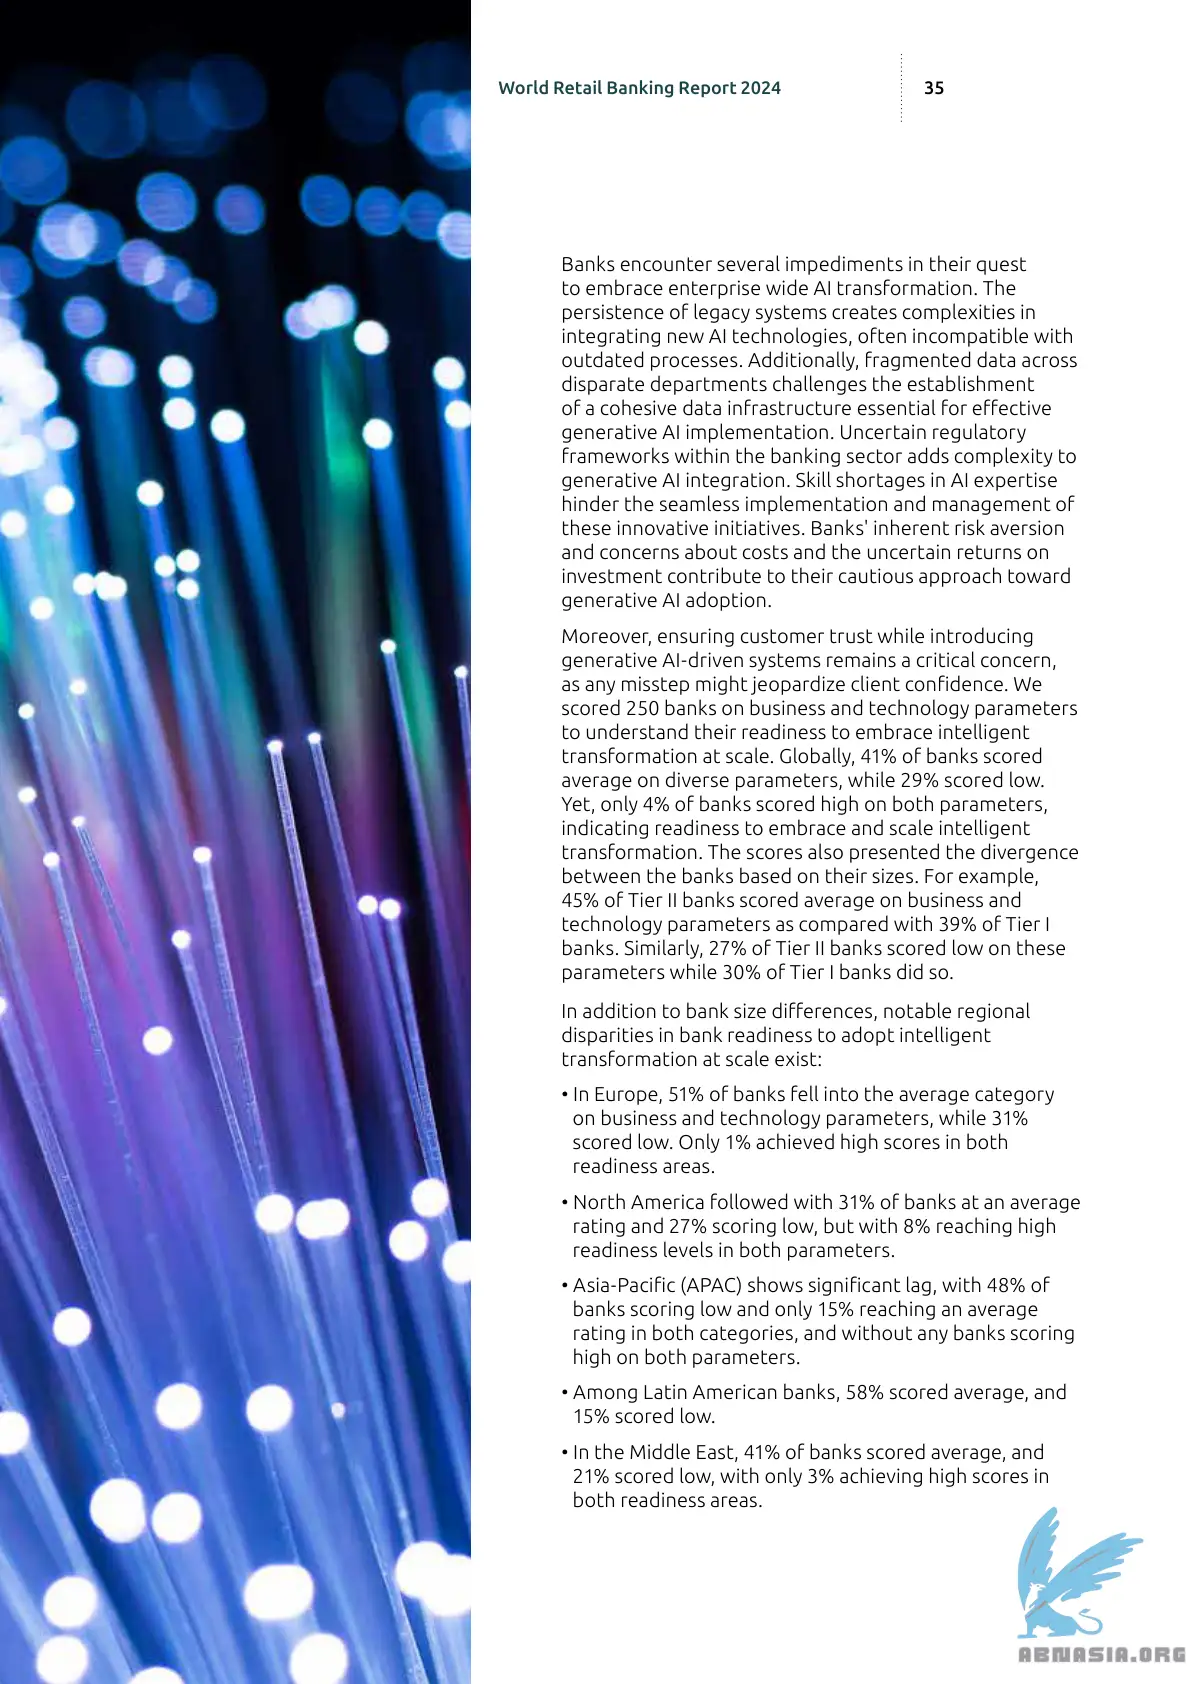 World Retail Banking Report 2024
35
Banks encounter several impediments in their quest
to embrace enterprise wide AI transformation. The
persistence of legacy systems creates complexities in
integrating new AI technologies, often incompatible with
outdated processes. Additionally, fragmented data across
disparate departments challenges the establishment
of a cohesive data infrastructure essential for effective
generative AI implementation. Uncertain regulatory
frameworks within the banking sector adds complexity to
generative AI integration. Skill shortages in AI expertise
hinder the seamless implementation and management of
these innovative initiatives. Banks' inherent risk aversion
and concerns about costs and the uncertain returns on
investment contribute to their cautious approach toward
generative AI adoption.
Moreover, ensuring customer trust while introducing
generative AI-driven systems remains a critical concern,
as any misstep might jeopardize client confidence. We
scored 250 banks on business and technology parameters
to understand their readiness to embrace intelligent
transformation at scale. Globally, 41% of banks scored
average on diverse parameters, while 29% scored low.
Yet, only 4% of banks scored high on both parameters,
indicating readiness to embrace and scale intelligent
transformation. The scores also presented the divergence
between the banks based on their sizes. For example,
45% of Tier II banks scored average on business and
technology parameters as compared with 39% of Tier I
banks. Similarly, 27% of Tier II banks scored low on these
parameters while 30% of Tier I banks did so.
In addition to bank size differences, notable regional
disparities in bank readiness to adopt intelligent
transformation at scale exist:
• In Europe, 51% of banks fell into the average category
on business and technology parameters, while 31%
scored low. Only 1% achieved high scores in both
readiness areas.
• North America followed with 31% of banks at an average
rating and 27% scoring low, but with 8% reaching high
readiness levels in both parameters.
• Asia-Pacific (APAC) shows significant lag, with 48% of
banks scoring low and only 15% reaching an average
rating in both categories, and without any banks scoring
high on both parameters.
• Among Latin American banks, 58% scored average, and
15% scored low.
• In the Middle East, 41% of banks scored average, and
21% scored low, with only 3% achieving high scores in
both readiness areas.
ABNASIA.ORG